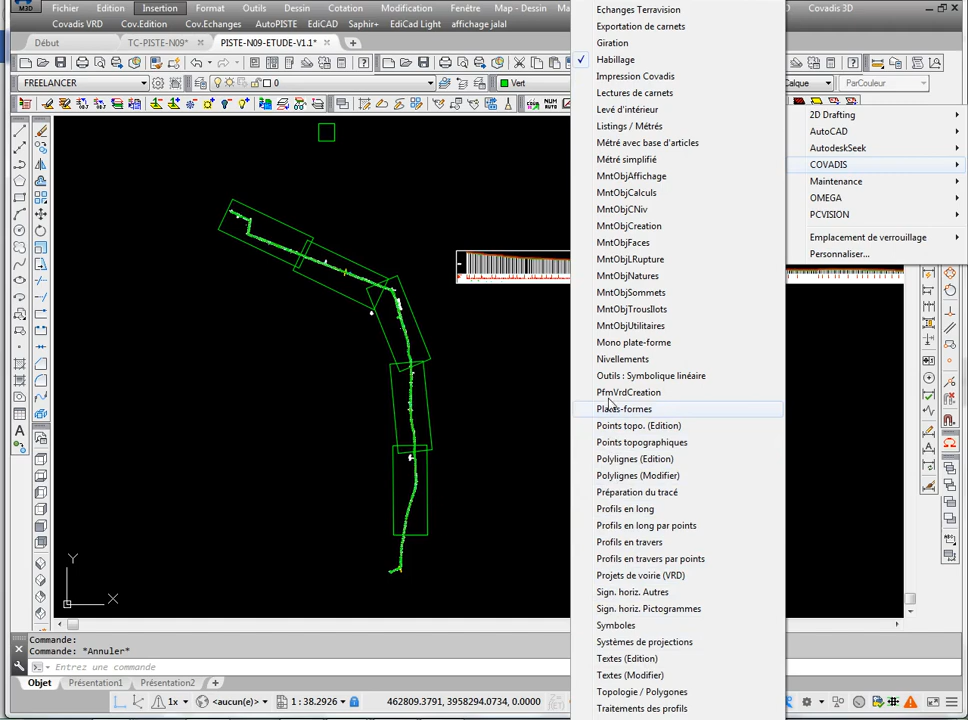 Fichier Edition Insertion Format Outils Dessin Cotation Modification Fenêtre Map - Dessin
Covadis VRD Cov.Edition Cov.Echanges AutoPISTE EdiCAD Saphir+ EdiCad Light affichage jalal
Covadis 3D
Début TC-PISTE-N09* PISTE-N09-ETUDE-V1.1*
FREELANCER 0 Vert Calque ParCouleur
Echanges Terravision
Exportation de carnets
Giration
Habillage
Impression Covadis
Lectures de carnets
Levé d'intérieur
Listings / Métrés
Métré avec base d'articles
Métré simplifié
MntObjAffichage
MntObjCalculs
MntObjCNiv
MntObjCreation
MntObjFaces
MntObjLRupture
MntObjNatures
MntObjSommets
MntObjTrousIlots
MntObjUtilitaires
Mono plate-forme
Nivellements
Outils : Symbolique linéaire
PfmVrdCreation
Plates-formes
Points topo. (Edition)
Points topographiques
Polylignes (Edition)
Polylignes (Modifier)
Préparation du tracé
Profils en long
Profils en long par points
Profils en travers
Profils en travers par points
Projets de voirie (VRD)
Sign. horiz. Autres
Sign. horiz. Pictogrammes
Symboles
Systèmes de projections
Textes (Edition)
Textes (Modifier)
Topologie / Polygones
Traitements des profils
2D Drafting
AutoCAD
AutodeskSeek
COVADIS
Maintenance
OMEGA
PCVISION
Emplacement de verrouillage
Personnaliser...
Y
X
Commande:
Commande: *Annuler*
Entrez une commande
Objet Présentation1 Présentation2
1x <aucun(e)> 1 : 38.2926 462809.3791, 3958294.0734, 0.0000